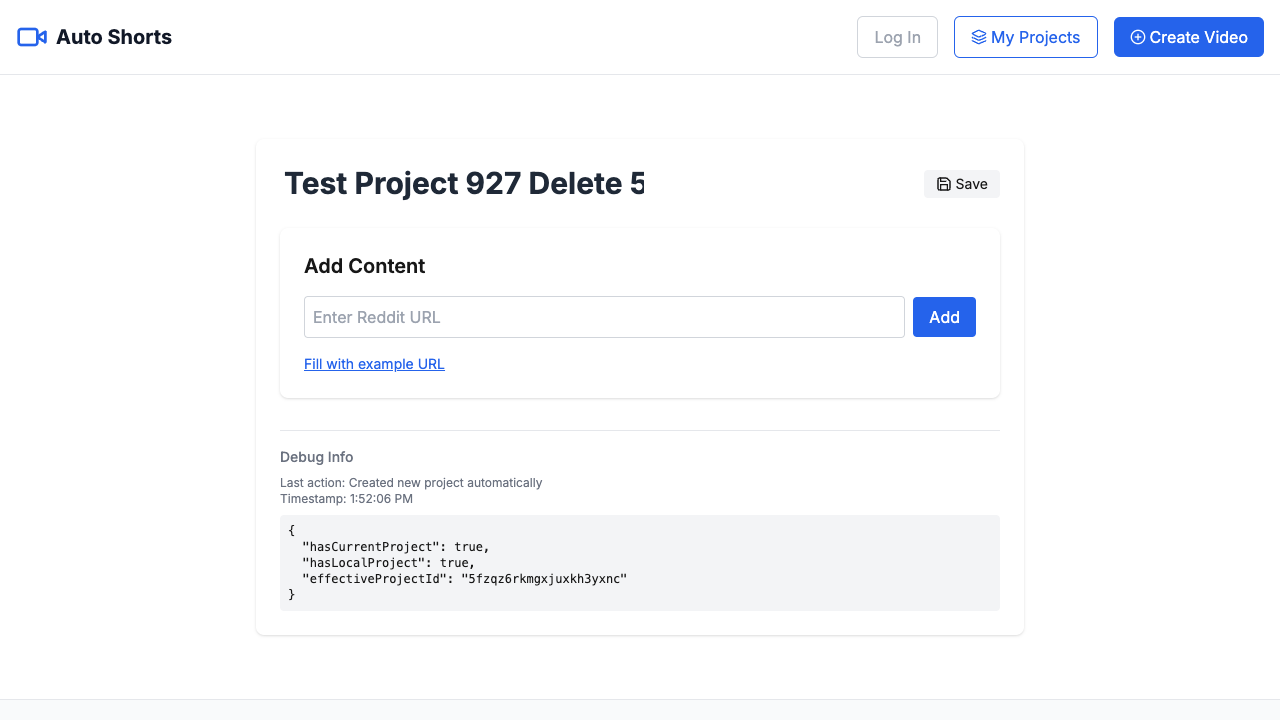 Auto Shorts
Log In
My Projects
Create Video
Test Project 927 Delete 5
Save
Add Content
Enter Reddit URL
Add
Fill with example URL
Debug Info
Last action: Created new project automatically
Timestamp: 1:52:06 PM
{
  "hasCurrentProject": true,
  "hasLocalProject": true,
  "effectiveProjectId": "5fzqz6rkmgxjuxkh3yxnc"
}